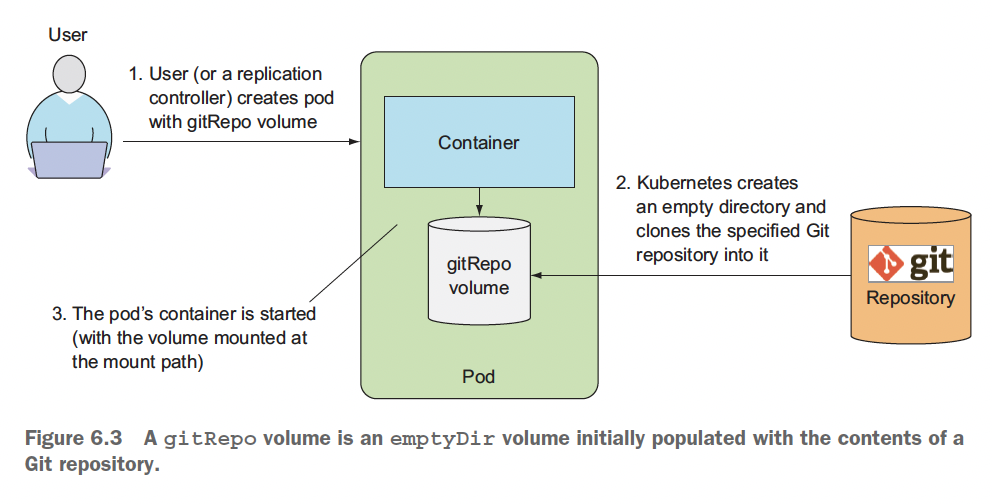 User
1. User (or a replication
controller) creates pod
with gitRepo volume
Container
2. Kubernetes creates
an empty directory and
clones the specified Git
repository into it
git
Repository
gitRepo
volume
3. The pod’s container is started
(with the volume mounted at
the mount path)
Pod
Figure 6.3 A gitRepo volume is an emptyDir volume initially populated with the contents of a
Git repository.